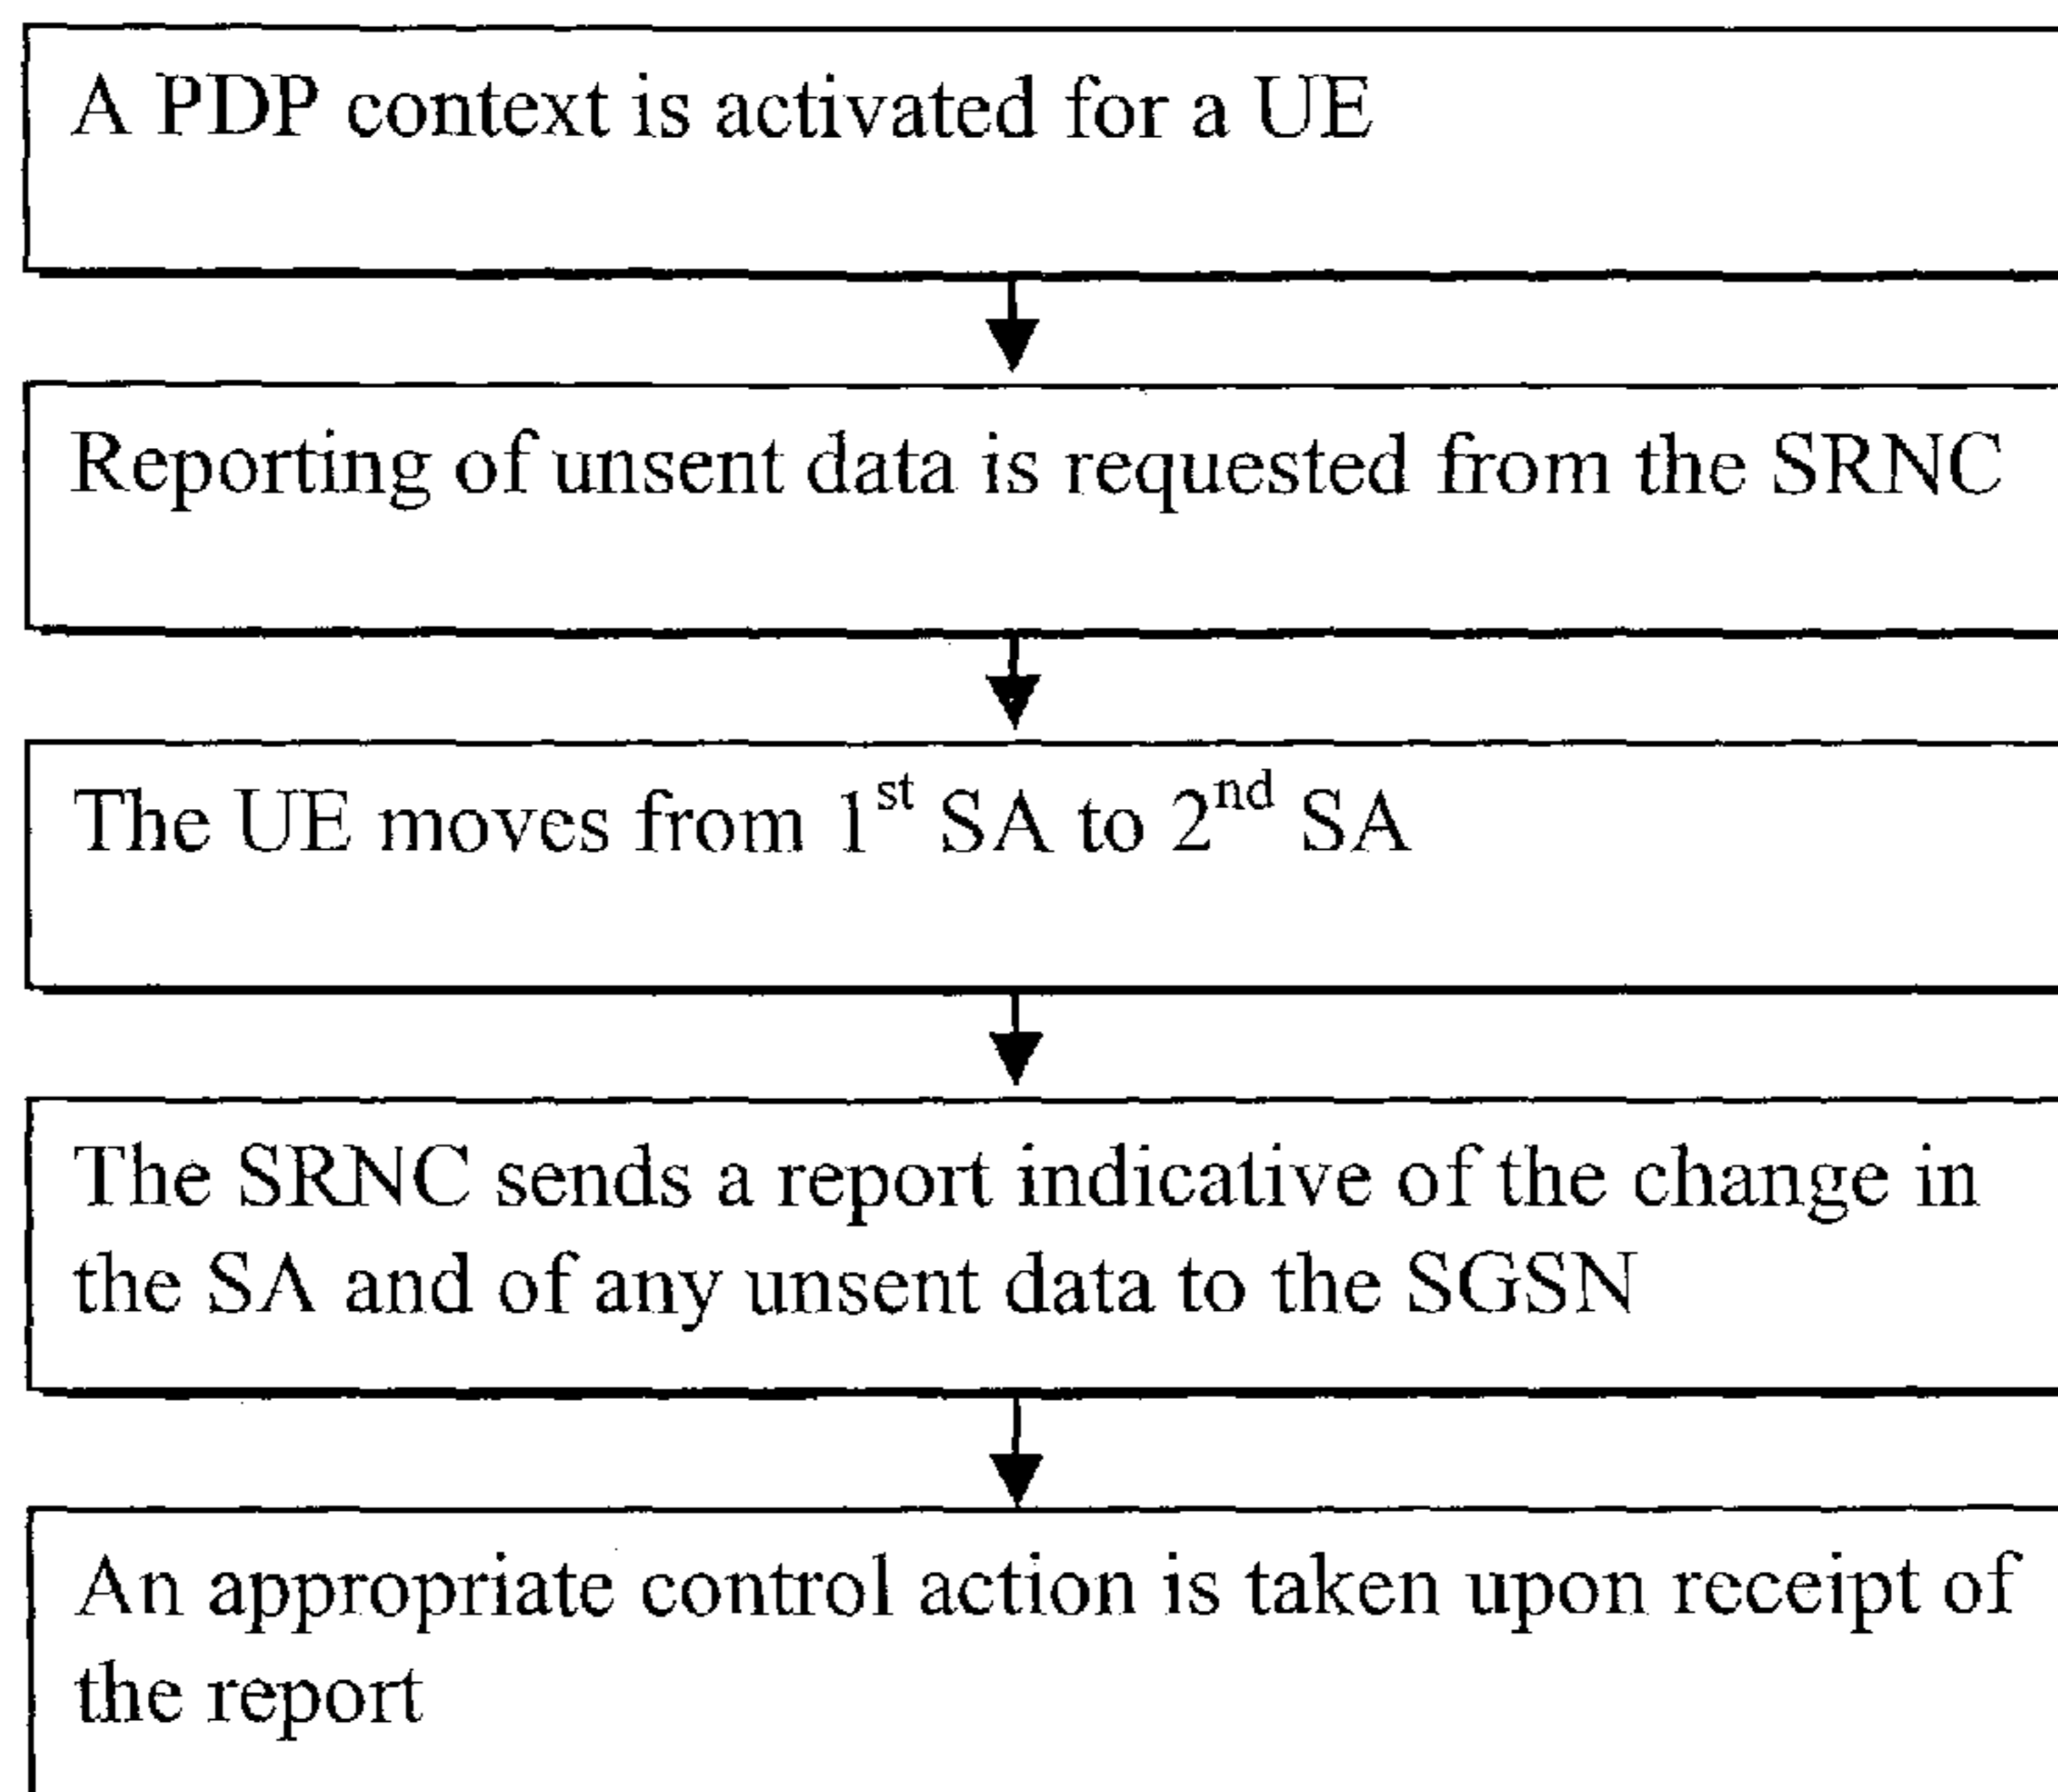 A PDP context is activated for a UE
Reporting of unsent data is requested from the SRNC
The UE moves from 1st SA to 2nd SA
The SRNC sends a report indicative of the change in
the SA and of any unsent data to the SGSN
An appropriate control action is taken upon receipt of
the report